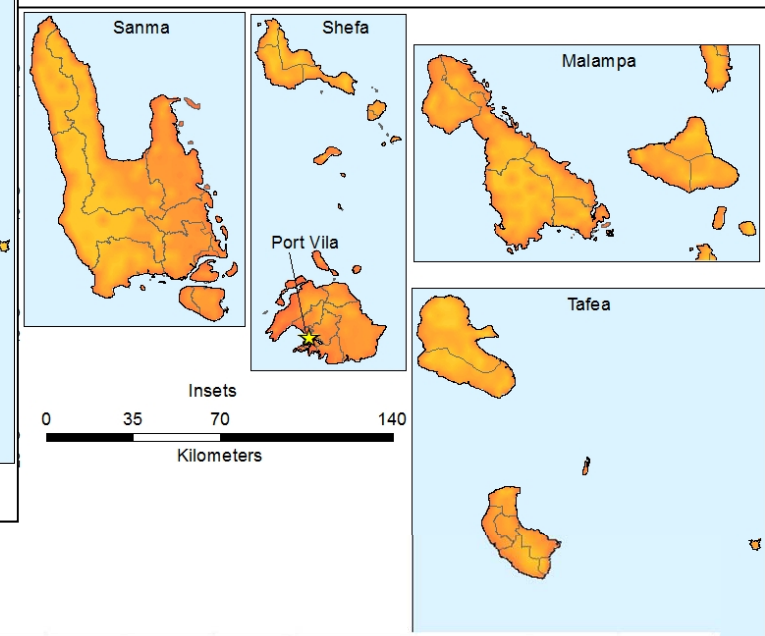 Sanma
Shefa
Malampa
Port Vila
Tafea
Insets
0 35 70 140
Kilometers